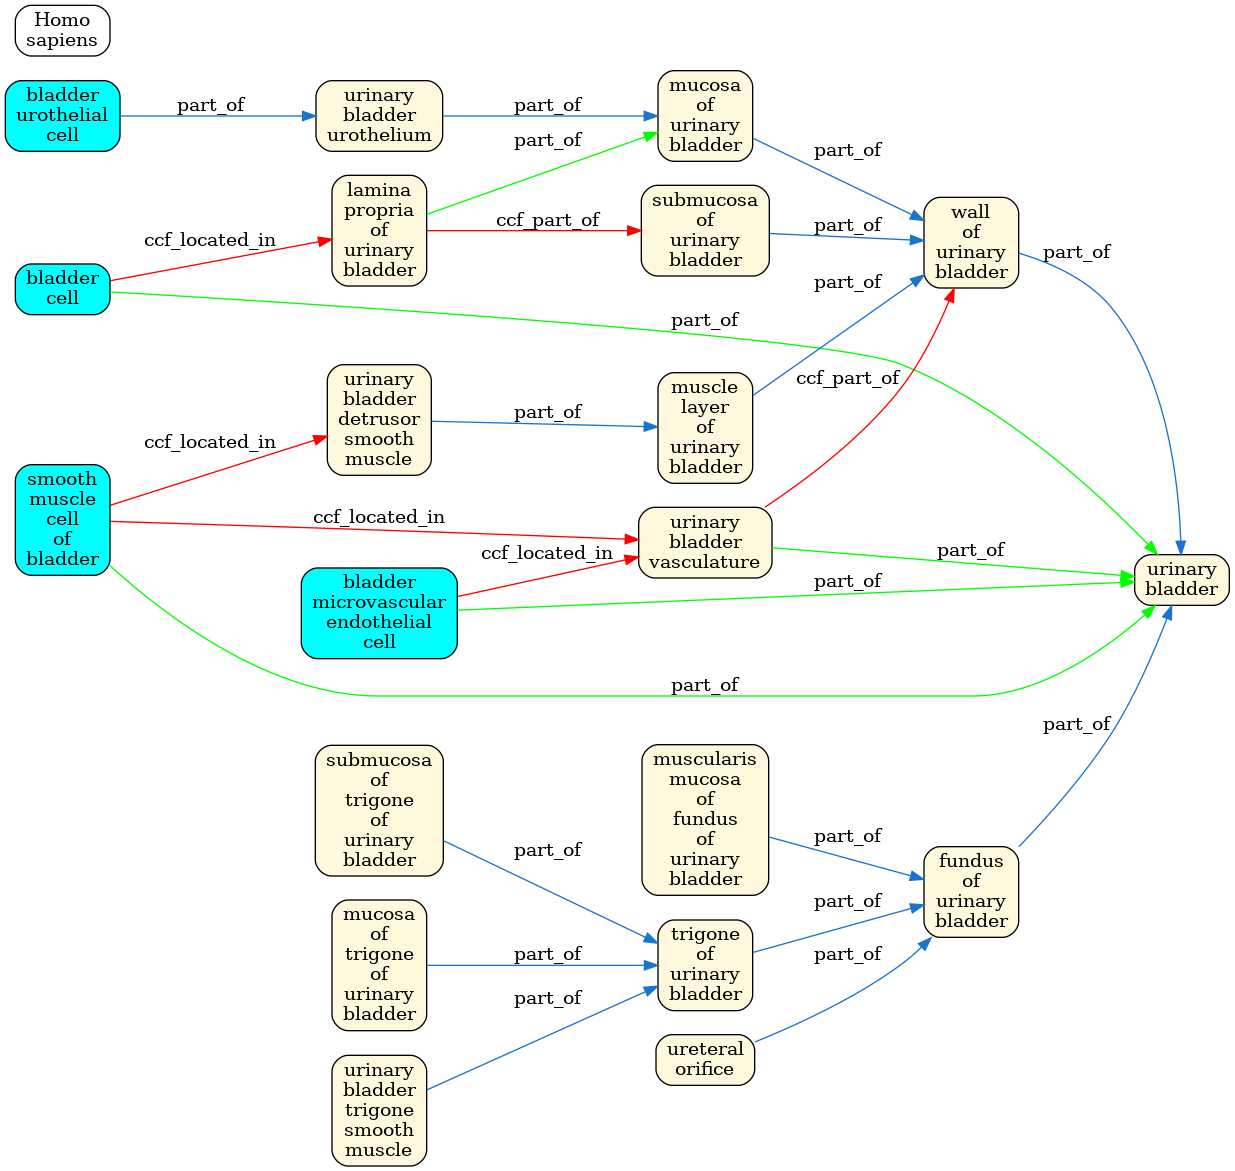 Homo
sapiens
bladder
urothelial
cell
part_of
urinary
bladder
urothelium
part_of
mucosa
of
urinary
bladder
part_of
part_of
lamina
propria
of
urinary
bladder
ccf_part_of
submucosa
of
urinary
bladder
part_of
wall
of
urinary
bladder
part_of
ccf_located_in
bladder
cell
part_of
part_of
urinary
bladder
detrusor
smooth
muscle
part_of
muscle
layer
of
urinary
bladder
ccf_part_of
ccf_located_in
smooth
muscle
cell
of
bladder
ccf_located_in
urinary
bladder
vasculature
part_of
ccf_located_in
bladder
microvascular
endothelial
cell
part_of
urinary
bladder
part_of
part_of
submucosa
of
trigone
of
urinary
bladder
part_of
muscularis
mucosa
of
fundus
of
urinary
bladder
part_of
fundus
of
urinary
bladder
mucosa
of
trigone
of
urinary
bladder
part_of
trigone
of
urinary
bladder
part_of
part_of
part_of
ureteral
orifice
urinary
bladder
trigone
smooth
muscle